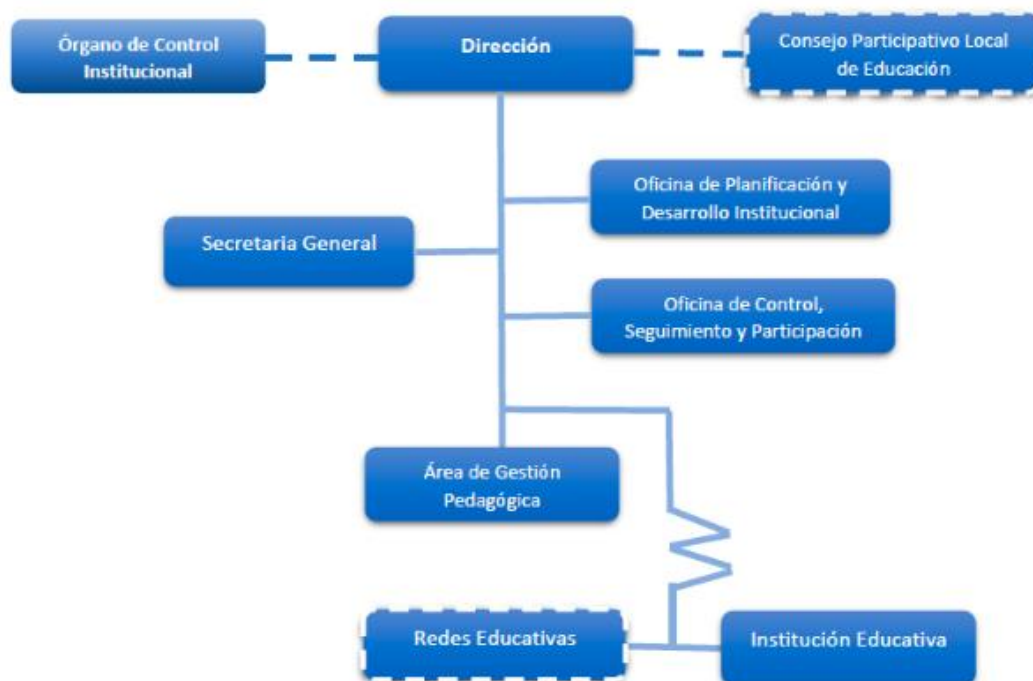 Órgano de Control
Institucional
Dirección
Consejo Participativo Local
de Educación
Oficina de Planificación y
Desarrollo Institucional
Secretaria General
Oficina de Control,
Seguimiento y Participación
Área de Gestión
Pedagógica
Redes Educativas
Institución Educativa